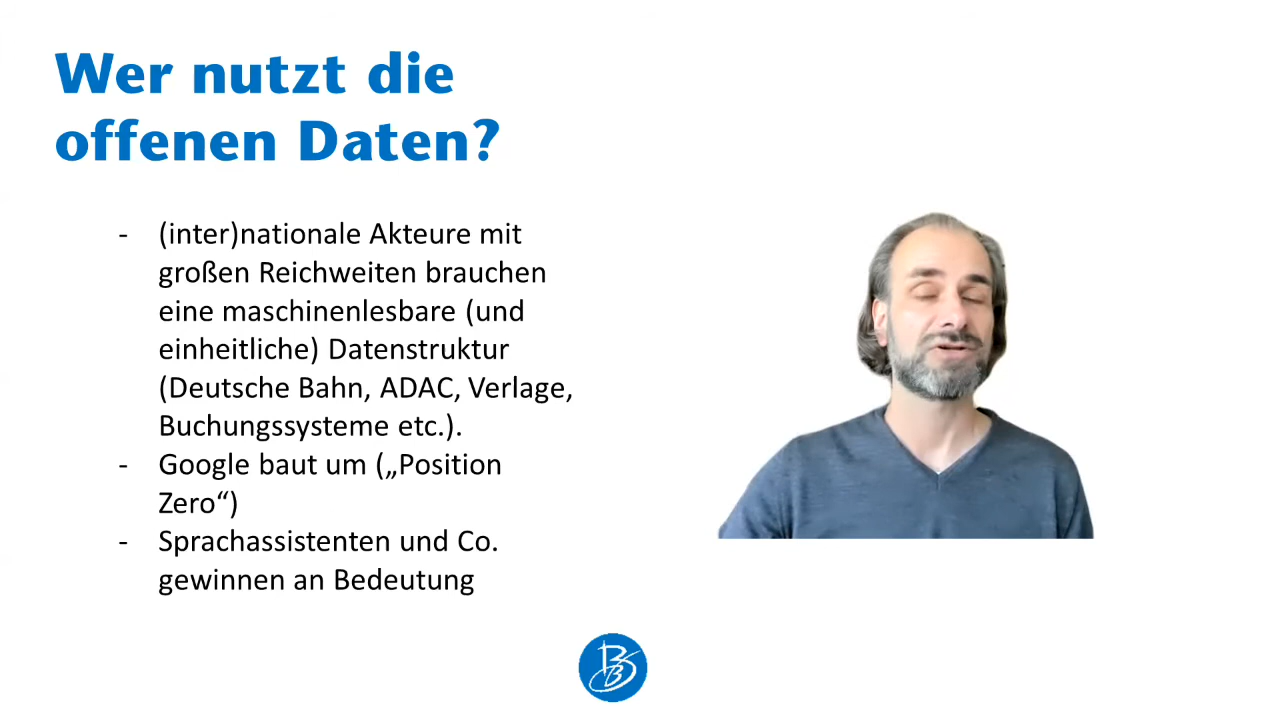 Wer nutzt die
offenen Daten?
- (inter)nationale Akteure mit
großen Reichweiten brauchen
eine maschinenlesbare (und
einheitliche) Datenstruktur
(Deutsche Bahn, ADAC, Verlage,
Buchungssysteme etc.).
- Google baut um („Position
Zero“)
- Sprachassistenten und Co.
gewinnen an Bedeutung